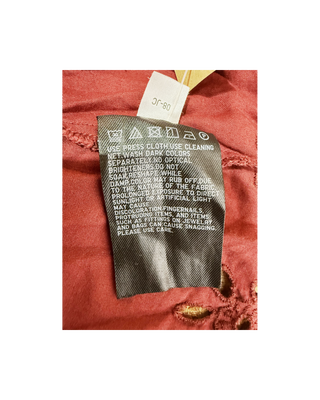 JC-80
USE PRESS CLOTH.USE CLEANING
NET.WASH DARK COLORS
SEPARATELY.NO OPTICAL
BRIGHTENERS.DO NOT
SOAK.RESHAPE WHILE
DAMP.COLOR MAY RUB OFF DUE
TO THE NATURE OF THE FABRIC.
PROLONGED EXPOSURE TO DIRECT
SUNLIGHT OR ARTIFICIAL LIGHT
MAY CAUSE
DISCOLORATION.FINGERNAILS,
PROTRUDING ITEMS, AND ITEMS
SUCH AS FITTINGS ON JEWELRY
AND BAGS CAN CAUSE SNAGGING.
PLEASE USE CARE.